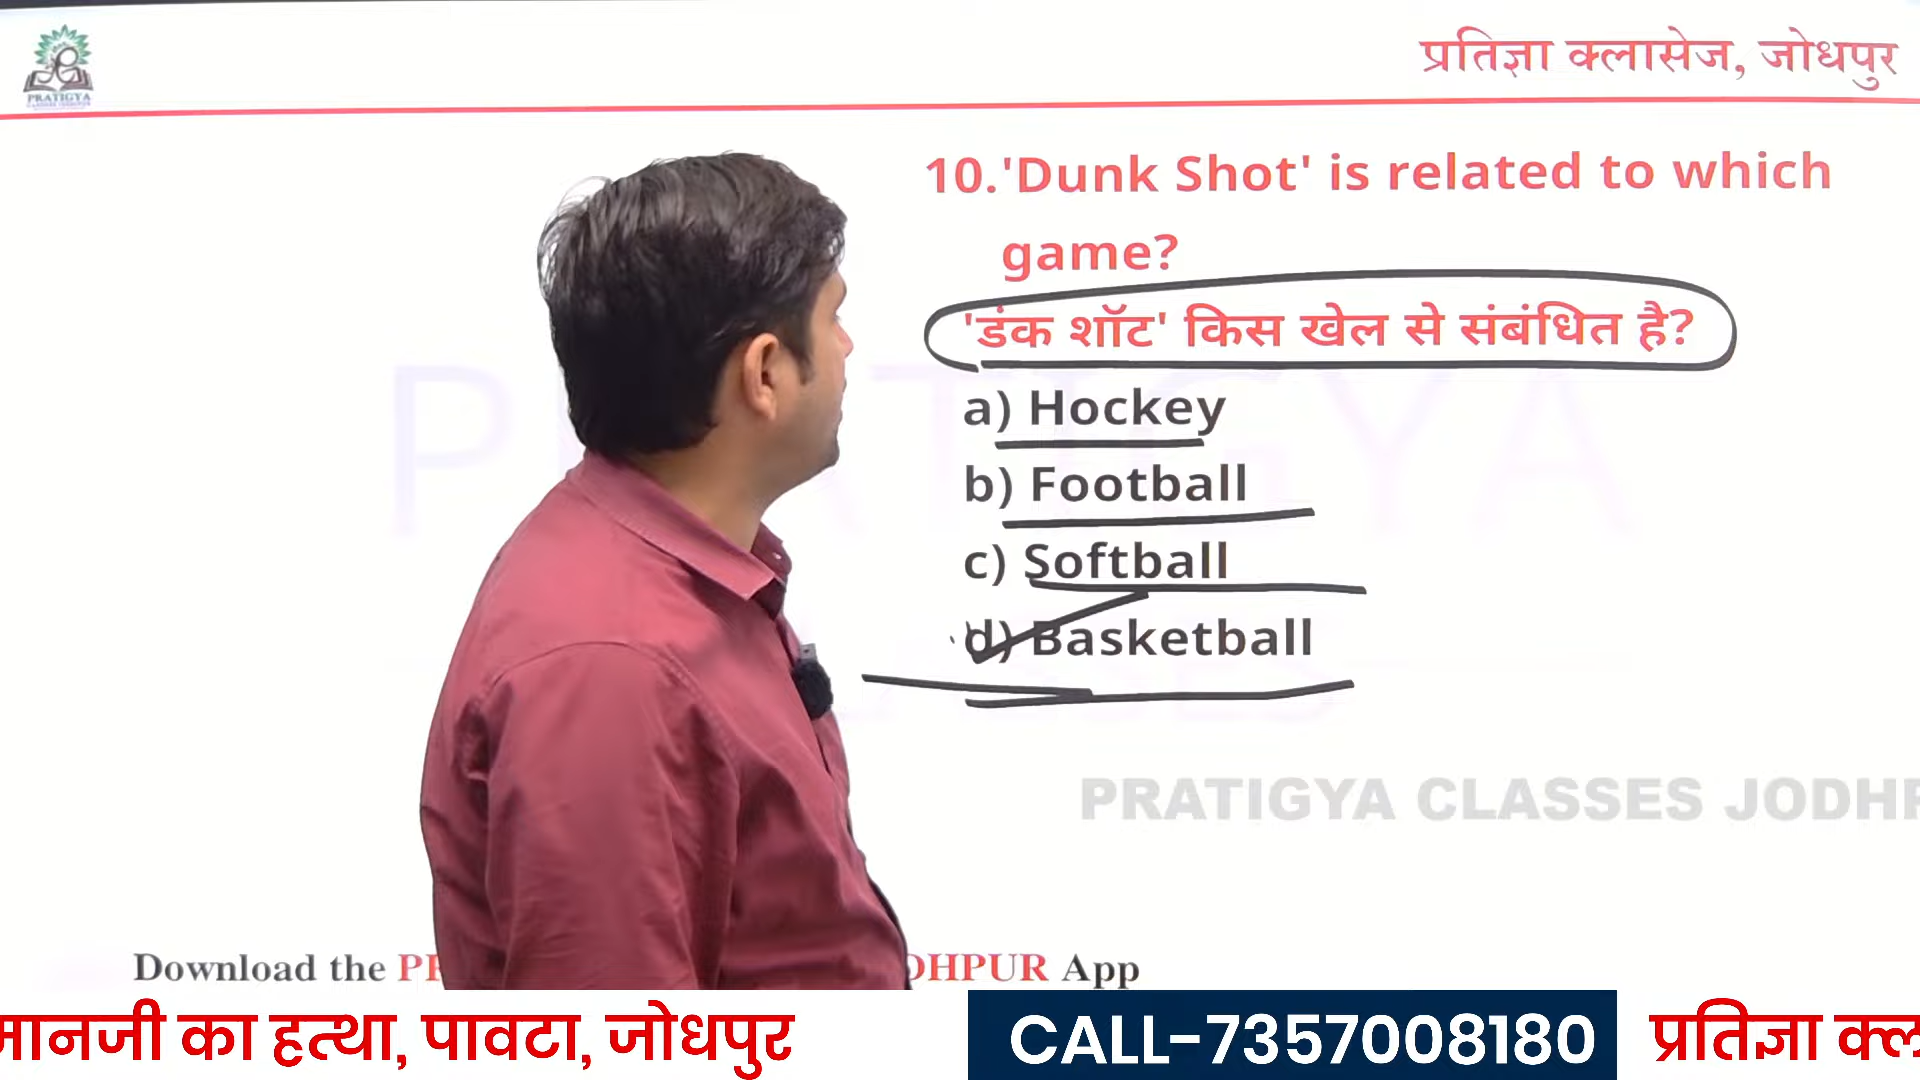 PRATIGYA
प्रतिज्ञा क्लासेज, जोधपुर
10. 'Dunk Shot' is related to which
game?
'डंक शॉट' किस खेल से संबंधित है?
a) Hockey
b) Football
c) Softball
d) Basketball
PRATIGYA CLASSES JODHP
Download the PR DHPUR App
मानजी का हत्था, पावटा, जोधपुर
CALL-7357008180
प्रतिज्ञा क्ल